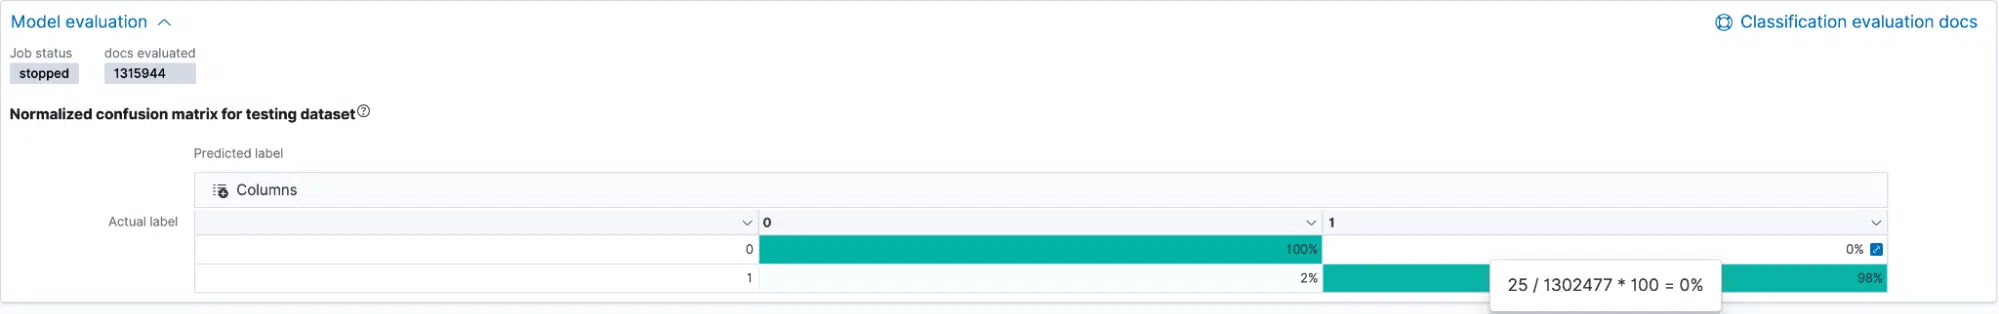 Model evaluation
Classification evaluation docs
Job status
docs evaluated
stopped
1315944
Normalized confusion matrix for testing dataset?
Predicted label
Columns
Actual label
0
1
0
100%
0%
1
2%
98%
25 / 1302477 * 100 = 0%